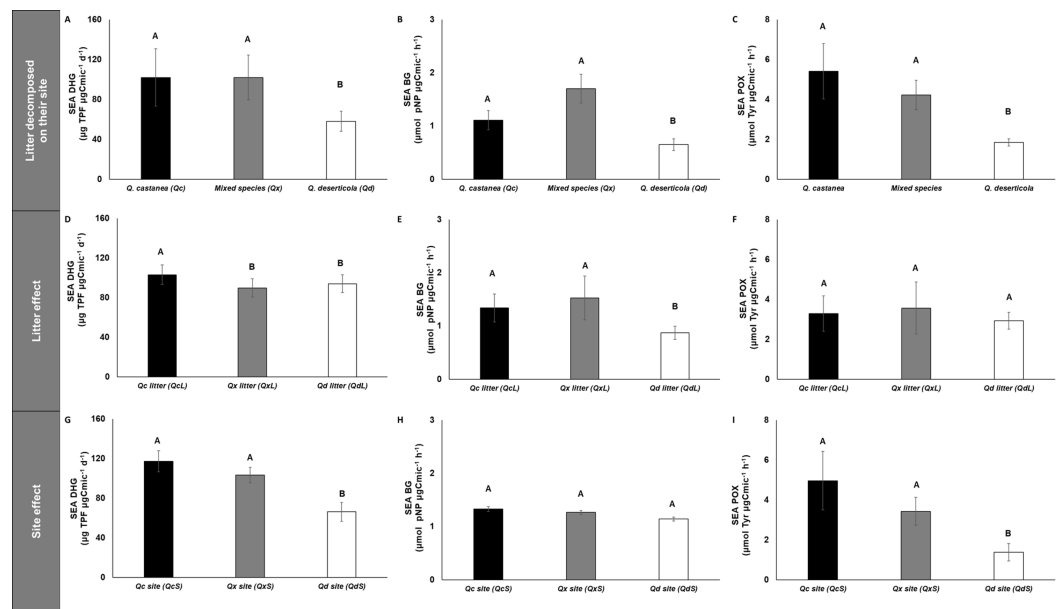 Litter decomposed
on their site
A
SEA DHG
(µg TPF µgCmic⁻¹ d⁻¹)
160
120
80
40
0
A
A
B
Q. castanea (Qc)
Mixed species (Qx)
Q. deserticola (Qd)
B
SEA BG
(µmol pNP µgCmic⁻¹ h⁻¹)
3
2
1
0
A
A
B
Q. castanea (Qc)
Mixed species (Qx)
Q. deserticola (Qd)
C
SEA POX
(µmol Tyr µgCmic⁻¹ h⁻¹)
8
6
4
2
0
A
A
B
Q. castanea
Mixed species
Q. deserticola
Litter effect
D
SEA DHG
(µg TPF µgCmic⁻¹ d⁻¹)
160
120
80
40
0
A
B
B
Qc litter (QcL)
Qx litter (QxL)
Qd litter (QdL)
E
SEA BG
(µmol pNP µgCmic⁻¹ h⁻¹)
3
2
1
0
A
A
B
Qc litter (QcL)
Qx litter (QxL)
Qd litter (QdL)
F
SEA POX
(µmol Tyr µgCmic⁻¹ h⁻¹)
8
6
4
2
0
A
A
A
Qc litter (QcL)
Qx litter (QxL)
Qd litter (QdL)
Site effect
G
SEA DHG
(µg TPF µgCmic⁻¹ d⁻¹)
160
120
80
40
0
A
A
B
Qc site (QcS)
Qx site (QxS)
Qd site (QdS)
H
SEA BG
(µmol pNP µgCmic⁻¹ h⁻¹)
3
2
1
0
A
A
A
Qc site (QcS)
Qx site (QxS)
Qd site (QdS)
I
SEA POX
(µmol Tyr µgCmic⁻¹ h⁻¹)
8
6
4
2
0
A
A
B
Qc site (QcS)
Qx site (QxS)
Qd site (QdS)